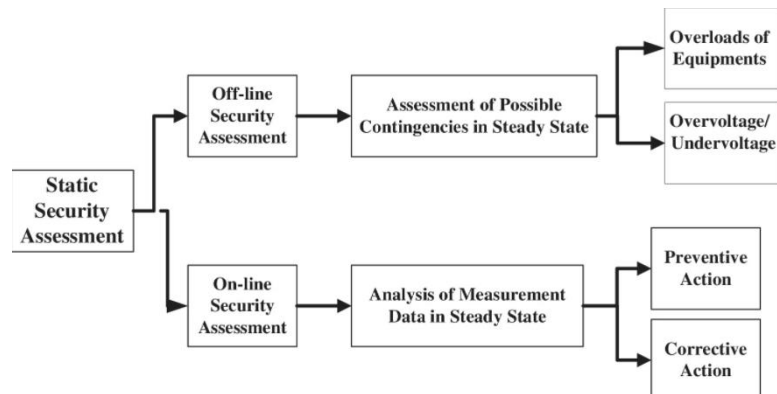 Static
Security
Assessment
Off-line
Security
Assessment
Assessment of Possible
Contingencies in Steady State
Overloads of
Equipments
Overvoltage/
Undervoltage
On-line
Security
Assessment
Analysis of Measurement
Data in Steady State
Preventive
Action
Corrective
Action